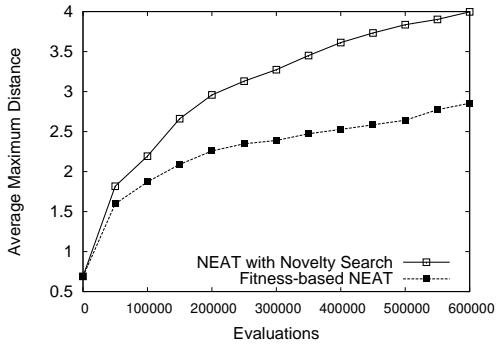 4
3.5
3
2.5
2
1.5
1
0.5
Average Maximum Distance
NEAT with Novelty Search
Fitness-based NEAT
0 100000 200000 300000 400000 500000 600000
Evaluations